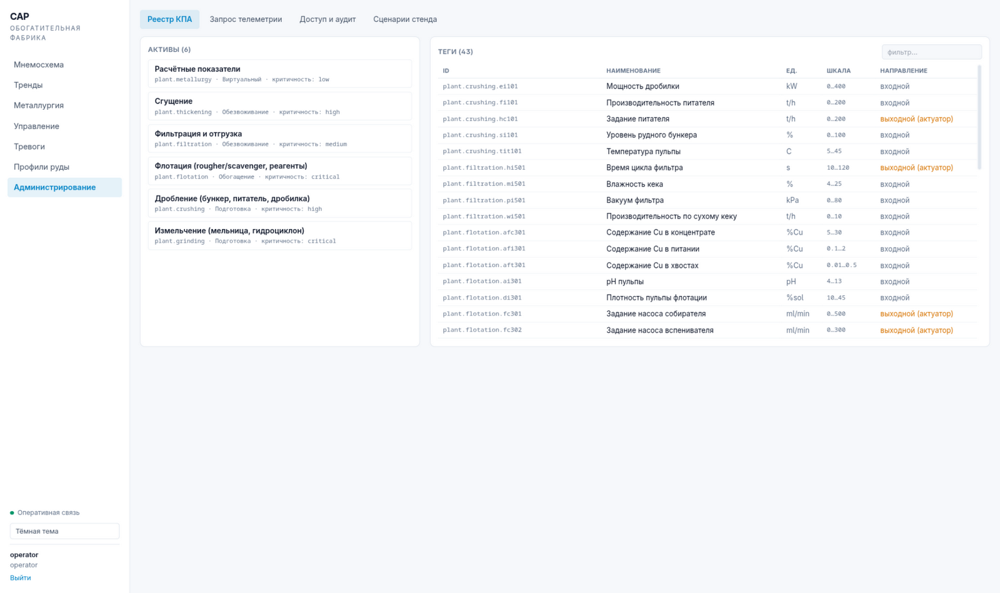 CAP
ОБОГАТИТЕЛЬНАЯ
ФАБРИКА
Мнемосхема
Тренды
Металлургия
Управление
Тревоги
Профили руды
Администрирование
Оперативная связь
Тёмная тема
operator
operator
Выйти
Реестр КПА Запрос телеметрии Доступ и аудит Сценарии стенда
АКТИВЫ (6)
Расчётные показатели
plant.metallurgy · Виртуальный · критичность: low
Сгущение
plant.thickening · Обезвоживание · критичность: high
Фильтрация и отгрузка
plant.filtration · Обезвоживание · критичность: medium
Флотация (rougher/scavenger, реагенты)
plant.flotation · Обогащение · критичность: critical
Дробление (бункер, питатель, дробилка)
plant.crushing · Подготовка · критичность: high
Измельчение (мельница, гидроциклон)
plant.grinding · Подготовка · критичность: critical
ТЕГИ (43) фильтр...
ID НАИМЕНОВАНИЕ ЕД. ШКАЛА НАПРАВЛЕНИЕ
plant.crushing.ei101 Мощность дробилки kW 0…400 входной
plant.crushing.fi101 Производительность питателя t/h 0…200 входной
plant.crushing.hc101 Задание питателя t/h 0…200 выходной (актуатор)
plant.crushing.si101 Уровень рудного бункера % 0…100 входной
plant.crushing.tit101 Температура пульпы C 5…45 входной
plant.filtration.hi501 Время цикла фильтра s 10…120 выходной (актуатор)
plant.filtration.mi501 Влажность кека % 4…25 входной
plant.filtration.pi501 Вакуум фильтра kPa 0…80 входной
plant.filtration.wi501 Производительность по сухому кеку t/h 0…10 входной
plant.flotation.afc301 Содержание Cu в концентрате %Cu 5…30 входной
plant.flotation.afi301 Содержание Cu в питании %Cu 0.1…2 входной
plant.flotation.aft301 Содержание Cu в хвостах %Cu 0.01…0.5 входной
plant.flotation.ai301 pH пульпы pH 4…13 входной
plant.flotation.di301 Плотность пульпы флотации %sol 10…45 входной
plant.flotation.fc301 Задание насоса собирателя ml/min 0…500 выходной (актуатор)
plant.flotation.fc302 Задание насоса вспенивателя ml/min 0…300 выходной (актуатор)